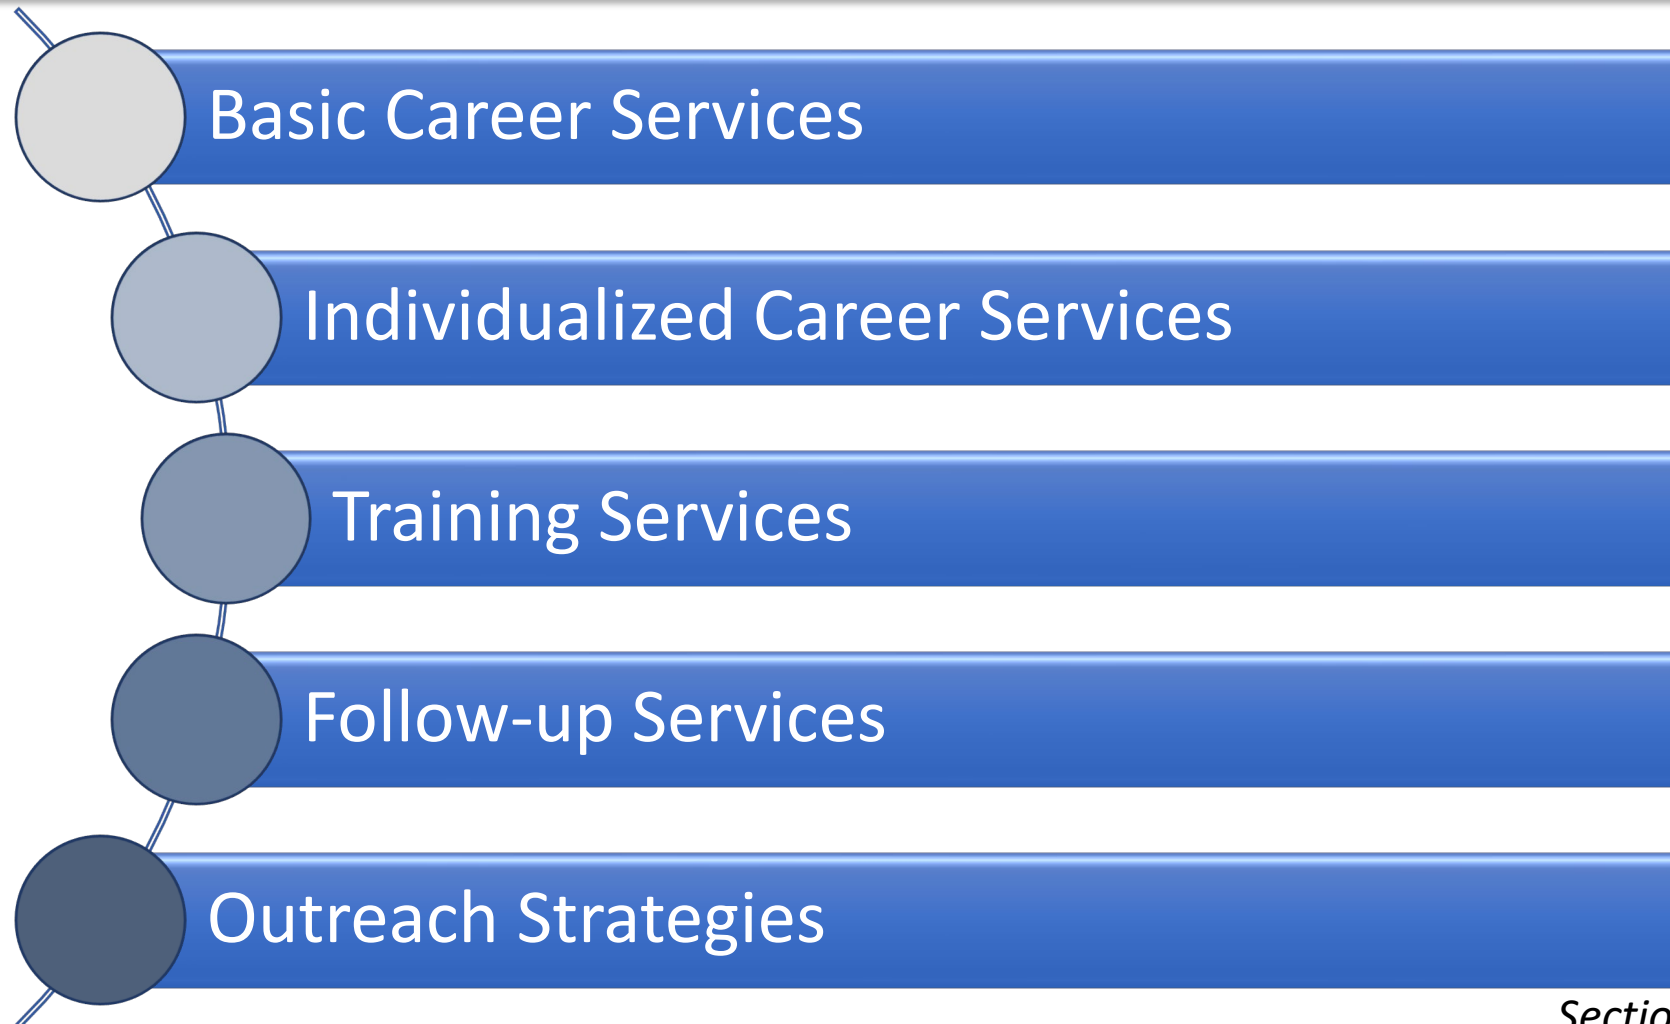 Basic Career Services
Individualized Career Services
Training Services
Follow-up Services
Outreach Strategies